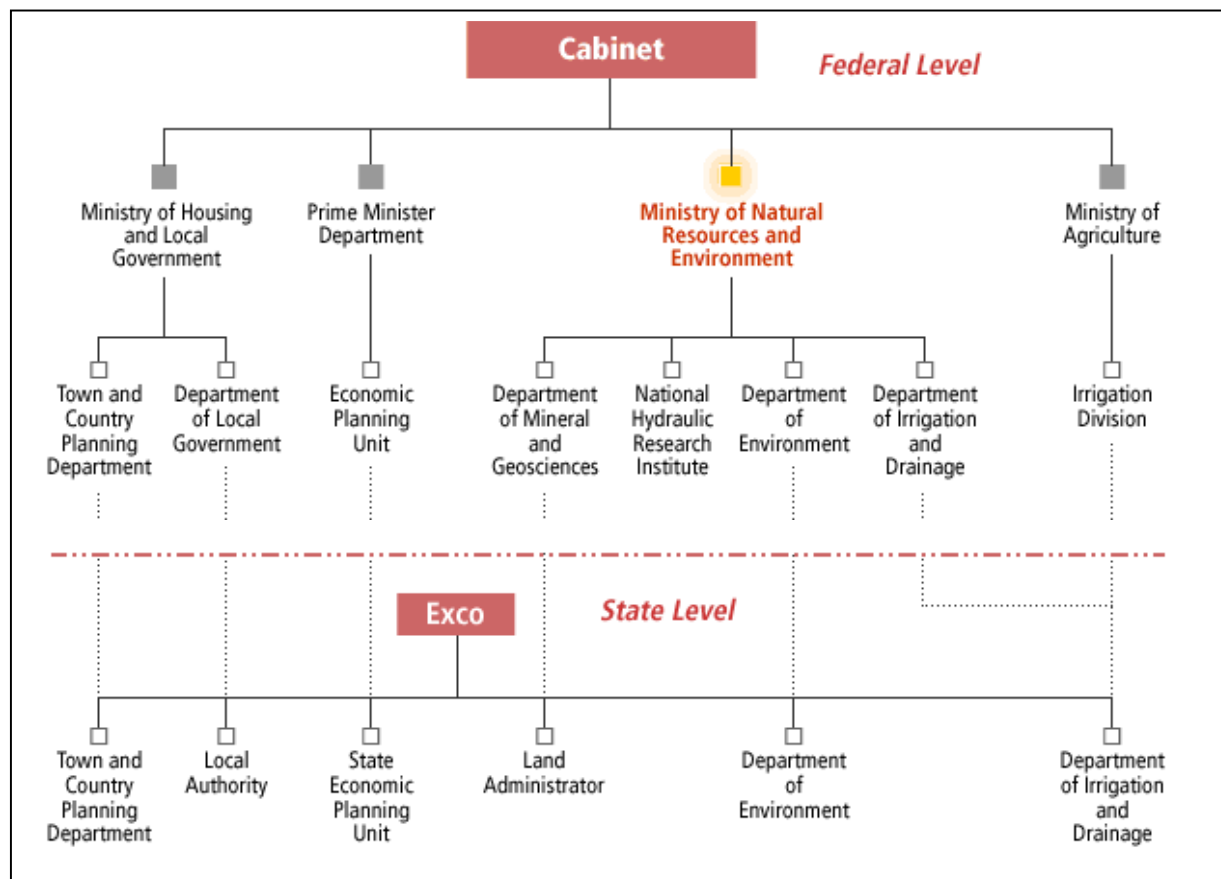 Cabinet
Federal Level
Ministry of Housing
and Local
Government
Prime Minister
Department
Ministry of Natural
Resources and
Environment
Ministry of
Agriculture
Town and
Country
Planning
Department
Department
of Local
Government
Economic
Planning
Unit
Department
of Mineral
and
Geosciences
National
Hydraulic
Research
Institute
Department
of
Environment
Department
of Irrigation
and
Drainage
Irrigation
Division
Exco
State Level
Town and
Country
Planning
Department
Local
Authority
State
Economic
Planning
Unit
Land
Administrator
Department
of
Environment
Department
of Irrigation
and
Drainage